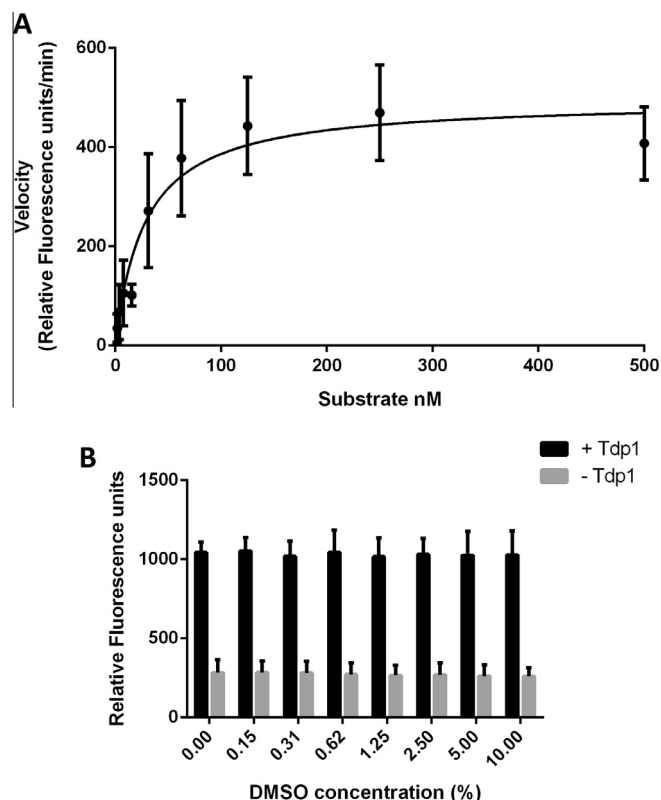 A
600
400
200
0
Velocity
(Relative Fluorescence units/min)
0 100 200 300 400 500
Substrate nM
B
+ Tdp1
- Tdp1
1500
1000
500
0
Relative Fluorescence units
0.00 0.15 0.31 0.62 1.25 2.50 5.00 10.00
DMSO concentration (%)